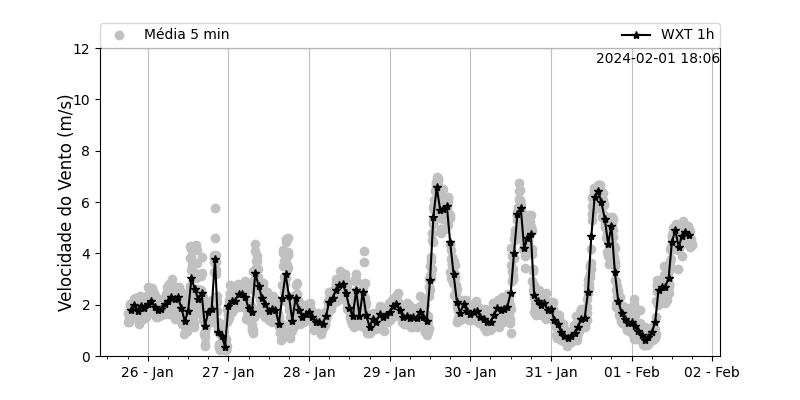 Média 5 min
WXT 1h
2024-02-01 18:06
Velocidade do Vento (m/s)
12
10
8
6
4
2
0
26 - Jan 27 - Jan 28 - Jan 29 - Jan 30 - Jan 31 - Jan 01 - Feb 02 - Feb